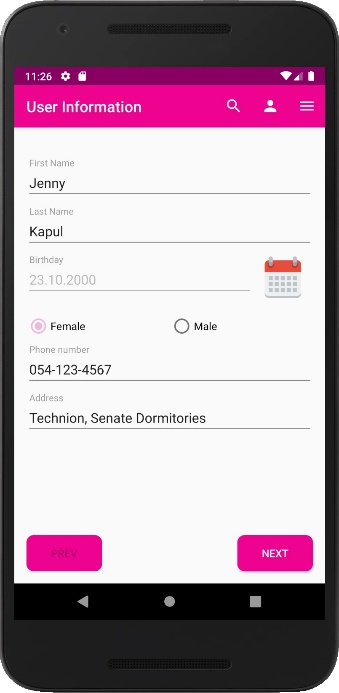 11:26
User Information
First Name
Jenny
Last Name
Kapul
Birthday
23.10.2000
Female Male
Phone number
054-123-4567
Address
Technion, Senate Dormitories
PREV NEXT